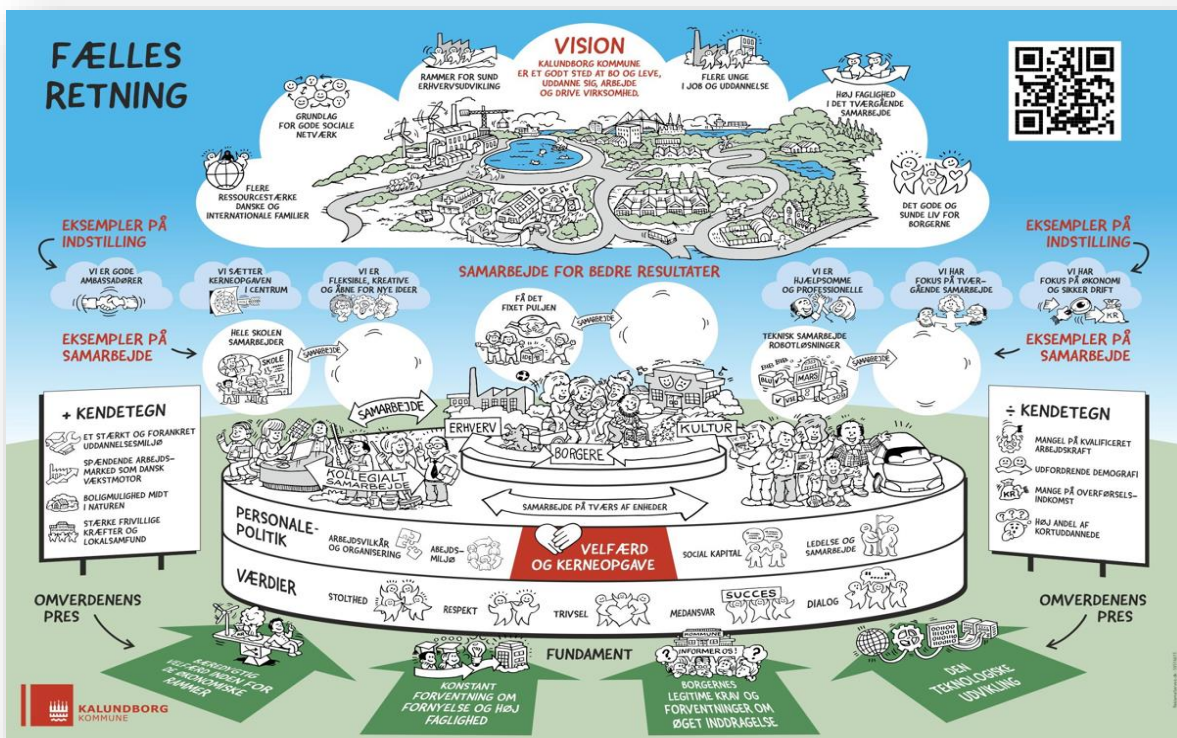 FÆLLES
RETNING
VISION
KALUNDBORG KOMMUNE
ER ET GODT STED AT BO OG LEVE,
UDDANNE SIG, ARBEJDE
OG DRIVE VIRKSOMHED.
RAMMER FOR SUND
ERHVERVSUDVIKLING
FLERE UNGE
I JOB OG UDDANNELSE
GRUNDLAG
FOR GODE SOCIALE
NETVÆRK
HØJ FAGLIGHED
I DET TVÆRGÅENDE
SAMARBEJDE
FLERE
RESSOURCESTÆRKE
DANSKE OG
INTERNATIONALE FAMILIER
DET GODE OG
SUNDE LIV FOR
BORGERNE
EKSEMPLER PÅ
INDSTILLING
EKSEMPLER PÅ
INDSTILLING
SAMARBEJDE FOR BEDRE RESULTATER
VI ER GODE
AMBASSADØRER
VI SÆTTER
KERNEOPGAVEN
I CENTRUM
VI ER
FLEKSIBLE, KREATIVE
OG ÅBNE FOR NYE IDEER
VI ER
HJÆLPSOMME
OG PROFESSIONELLE
VI HAR
FOKUS PÅ TVÆR-
GÅENDE SAMARBEJDE
VI HAR
FOKUS PÅ ØKONOMI
OG SIKKER DRIFT
KR
EKSEMPLER PÅ
SAMARBEJDE
HELE SKOLEN
SAMARBEJDER
SKOLE
SAMARBEJDE
FÅ DET
FIXET PULJEN
SAMARBEJDE
TEKNISK SAMARBEJDE
ROBOTLØSNINGER
MARS
SAMARBEJDE
EKSEMPLER PÅ
SAMARBEJDE
+ KENDETEGN
ET STÆRKT OG FORANKRET
UDDANNELSESMILJØ
SPÆNDENDE ARBEJDS-
MARKED SOM DANSK
VÆKSTMOTOR
BOLIGMULIGHED MIDT
I NATUREN
STÆRKE FRIVILLIGE
KRÆFTER OG
LOKALSAMFUND
÷ KENDETEGN
MANGEL PÅ KVALIFICERET
ARBEJDSKRAFT
UDFORDRENDE DEMOGRAFI
KR
MANGE PÅ OVERFØRSELS-
INDKOMST
????
HØJ ANDEL AF
KORTUDDANNEDE
SAMARBEJDE
ERHVERV
KULTUR
BORGERE
KOLLEGIALT
SAMARBEJDE
SAMARBEJDE PÅ TVÆRS AF ENHEDER
PERSONALE-
POLITIK
ARBEJDSVILKÅR
OG ORGANISERING
ABEJDS-
MILJØ
VELFÆRD
OG KERNEOPGAVE
SOCIAL KAPITAL
LEDELSE OG
SAMARBEJDE
VÆRDIER
STOLTHED
RESPEKT
TRIVSEL
MEDANSVAR
SUCCES
DIALOG
OMVERDENENS
PRES
OMVERDENENS
PRES
FUNDAMENT
BÆREDYGTIG
VELFÆRD INDEN FOR
DE ØKONOMISKE
RAMMER
KONSTANT
FORVENTNING OM
FORNYELSE OG HØJ
FAGLIGHED
KOMMUNE
INFORMER OS!
BORGERNES
LEGITIME KRAV OG
FORVENTNINGER OM
ØGET INDDRAGELSE
DEN
TEKNOLOGISKE
UDVIKLING
KALUNDBORG
KOMMUNE